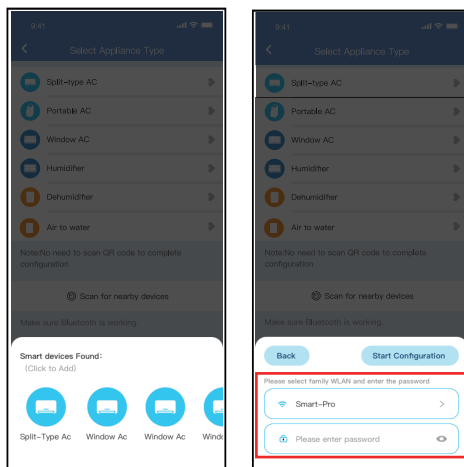 9:41
Select Appliance Type
Split-type AC
Portable AC
Window AC
Humidifier
Dehumidifier
Air to water
Note:No need to scan QR code to complete
configuration
Scan for nearby devices
Make sure Bluetooth is working.
Smart devices Found:
(Click to Add)
Split-Type Ac
Window Ac
Window Ac
Windo
9:41
Select Appliance Type
Split-type AC
Portable AC
Window AC
Humidifier
Dehumidifier
Air to water
Note:No need to scan QR code to complete
configuration
Scan for nearby devices
Make sure Bluetooth is working.
Back
Start Configuration
Please select family WLAN and enter the password
Smart-Pro
Please enter password